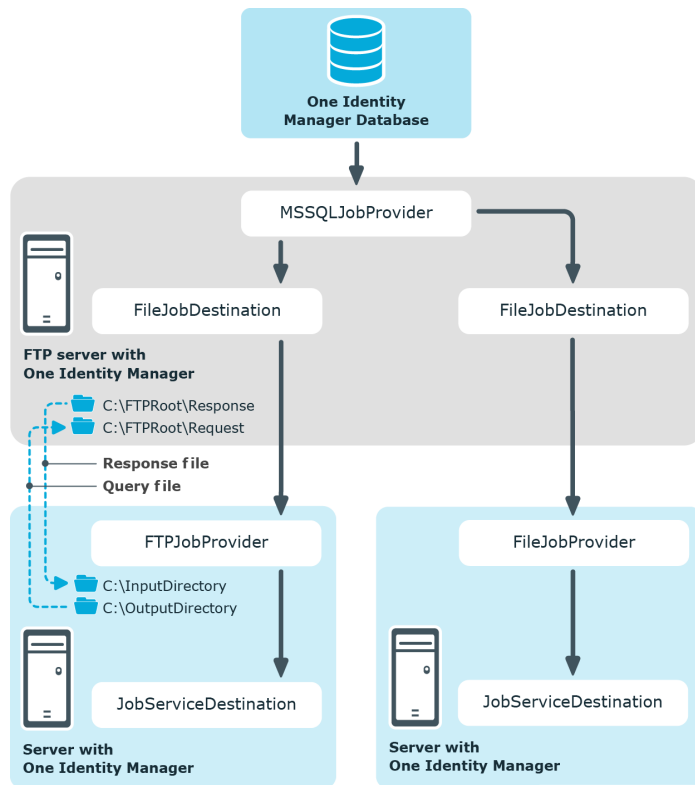 One Identity
Manager Database
MSSQLJobProvider
FileJobDestination
FileJobDestination
FTP server with
One Identity Manager
C:\FTPRoot\Response
C:\FTPRoot\Request
Response file
Query file
FTPJobProvider
FileJobProvider
C:\InputDirectory
C:\OutputDirectory
JobServiceDestination
JobServiceDestination
Server with
One Identity Manager
Server with
One Identity Manager